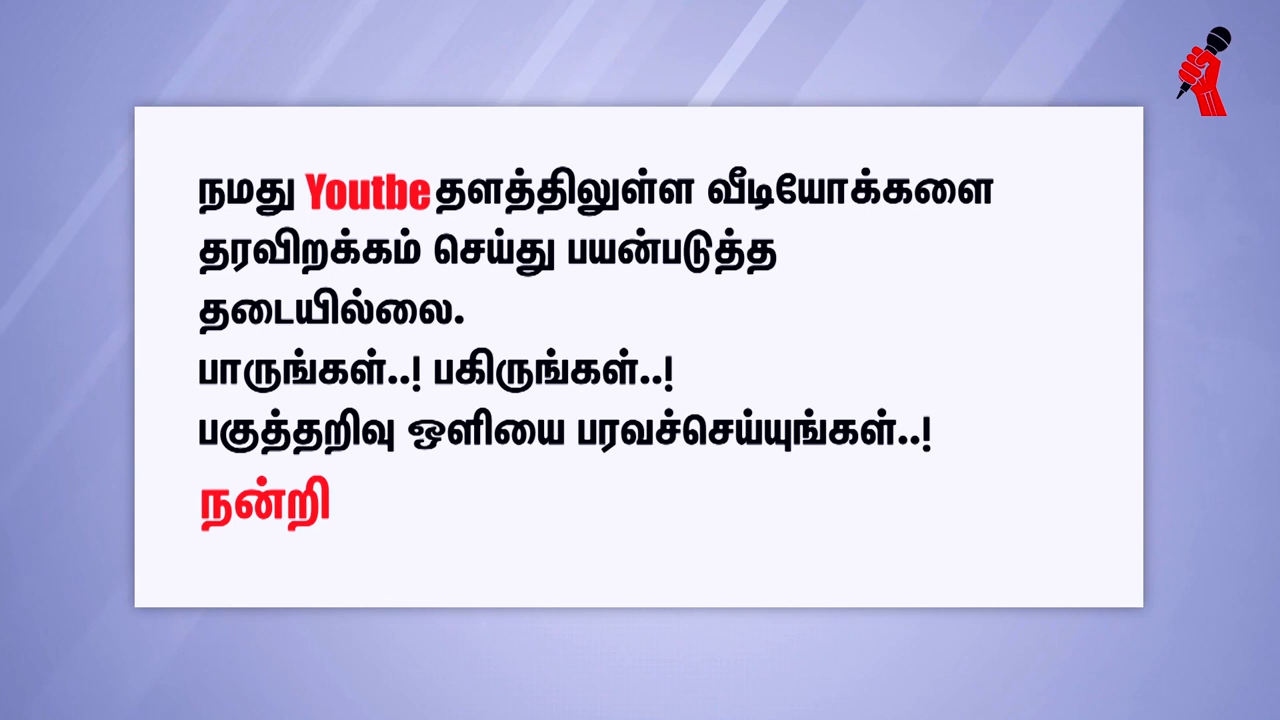 நமது Youtbe தளத்திலுள்ள வீடியோக்களை
தரவிறக்கம் செய்து பயன்படுத்த
தடையில்லை.
பாருங்கள்..! பகிருங்கள்..!
பகுத்தறிவு ஒளியை பரவச்செய்யுங்கள்..!
நன்றி